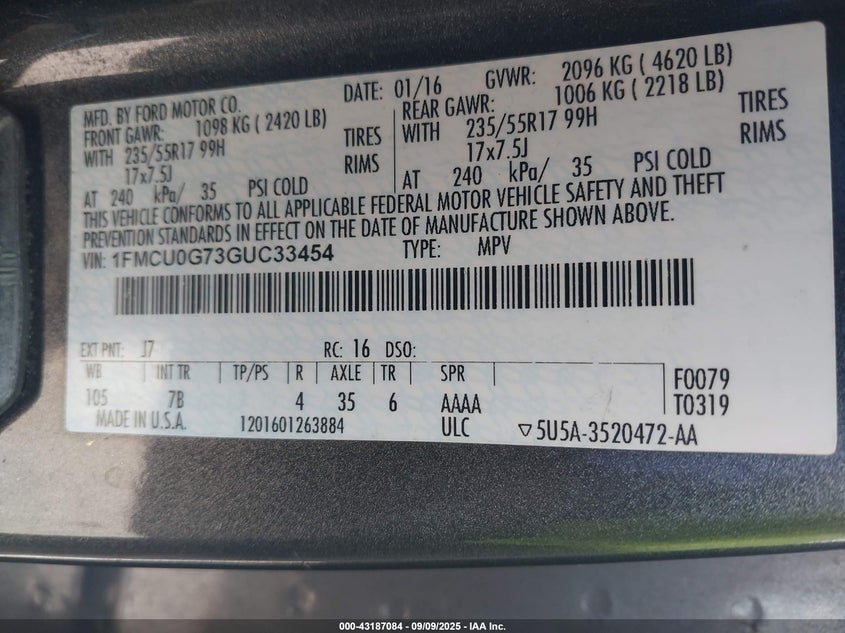 MFD. BY FORD MOTOR CO.
DATE: 01/16 GVWR: 2096 KG ( 4620 LB)
FRONT GAWR: 1098 KG ( 2420 LB)
REAR GAWR: 1006 KG ( 2218 LB)
WITH 235/55R17 99H TIRES
WITH 235/55R17 99H TIRES
17x7.5J RIMS
17x7.5J RIMS
AT 240 kPa/ 35 PSI COLD
AT 240 kPa/ 35 PSI COLD
THIS VEHICLE CONFORMS TO ALL APPLICABLE FEDERAL MOTOR VEHICLE SAFETY AND THEFT
PREVENTION STANDARDS IN EFFECT ON THE DATE OF MANUFACTURE SHOWN ABOVE.
VIN: 1FMCU0G73GUC33454 TYPE: MPV
EXT PNT: J7 RC: 16 DSO:
WB INT TR TP/PS R AXLE TR SPR
105 7B 4 35 6 AAAA
F0079
T0319
MADE IN U.S.A. 1201601263884 ULC ▽5U5A-3520472-AA
000-43187084 - 09/09/2025 - IAA Inc.